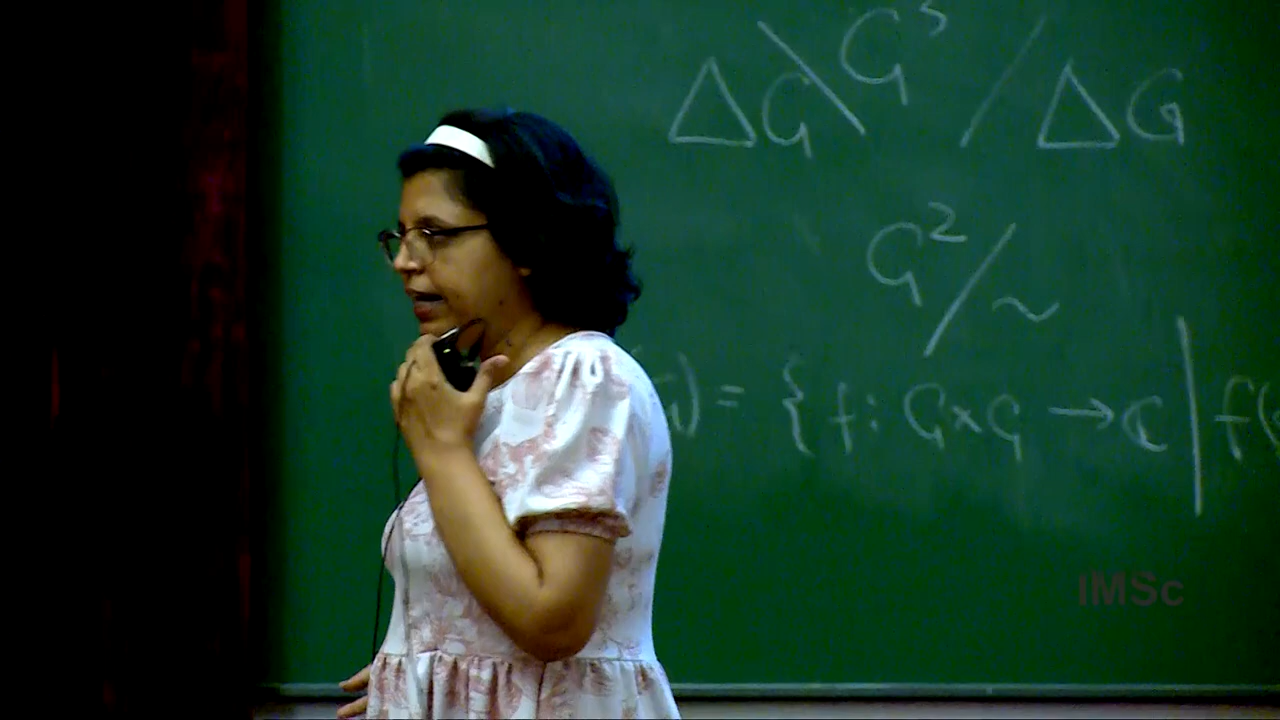 ΔG\G³/ΔG
G²/~
) = { f : G×G → ℂ | f(
IMSc